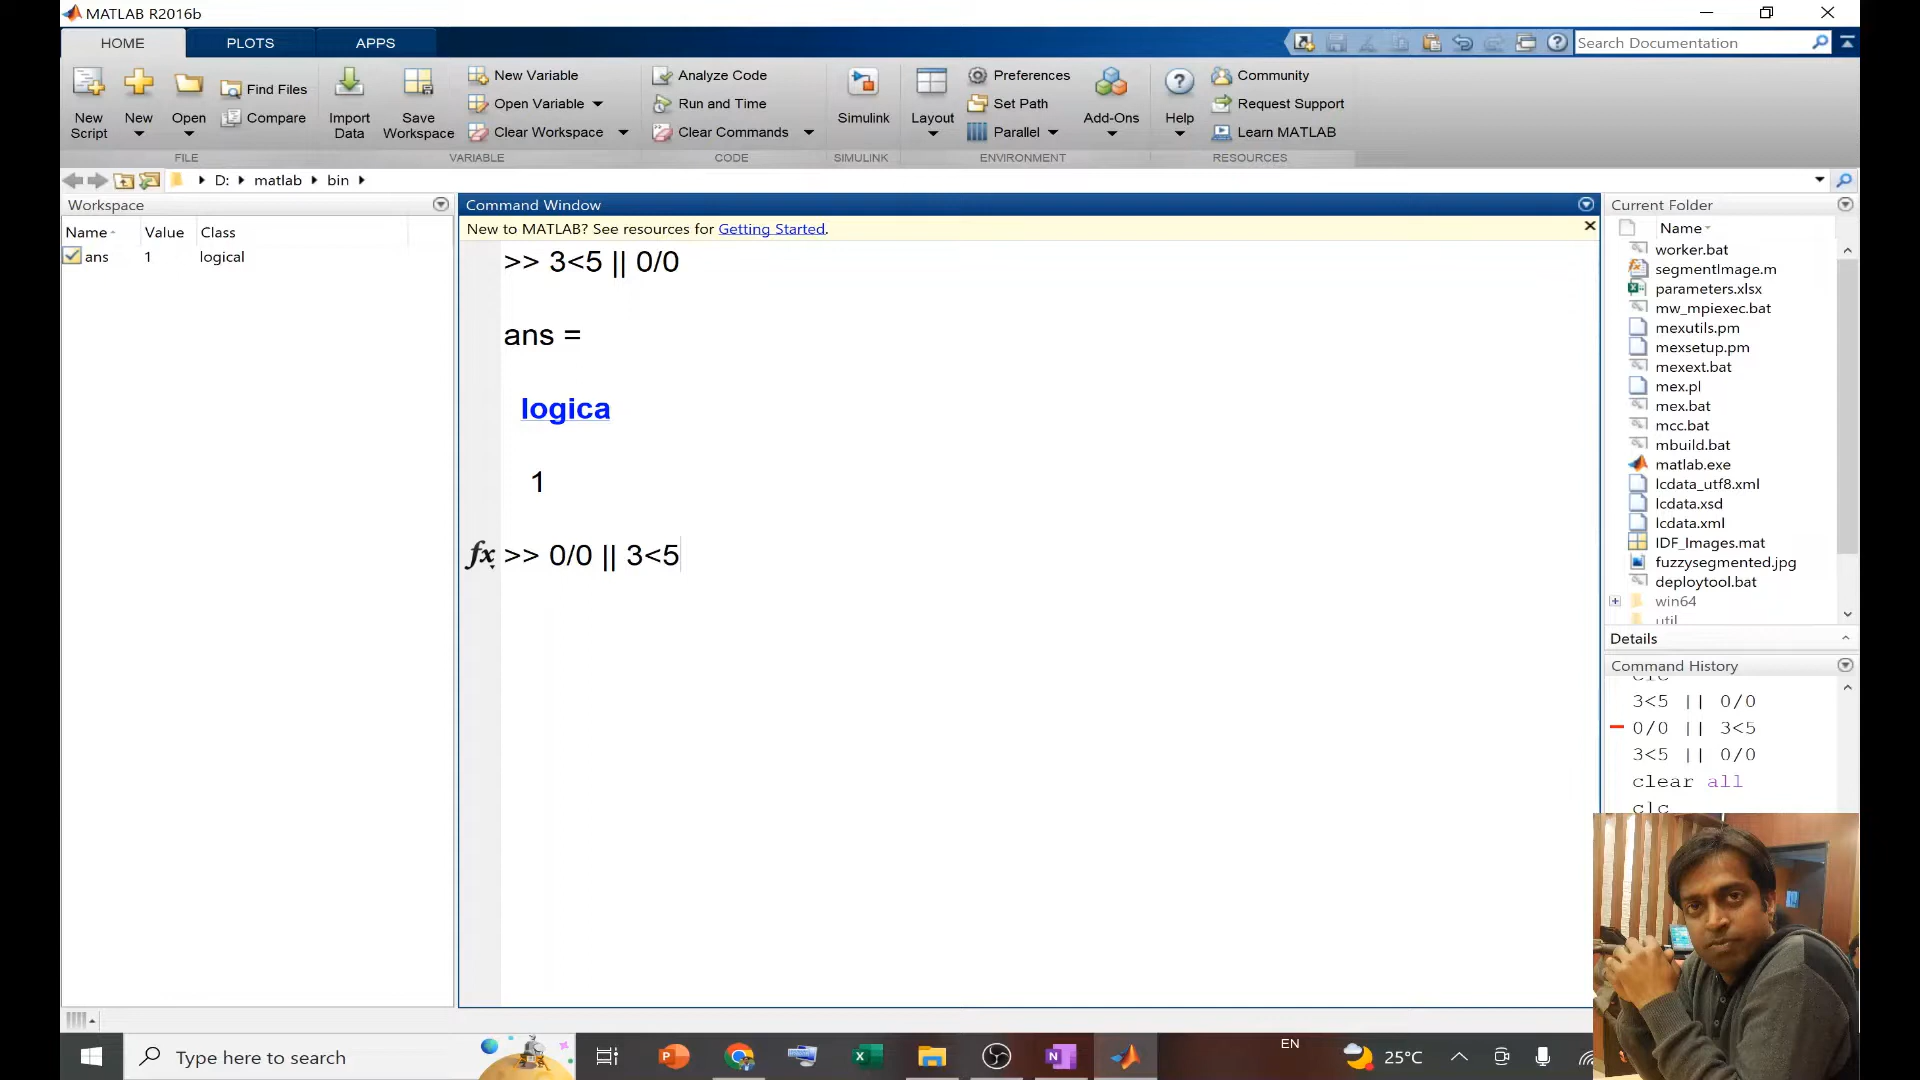 MATLAB R2016b
HOME PLOTS APPS
Search Documentation
New Script
New
Open
Find Files
Compare
Import Data
Save Workspace
New Variable
Open Variable
Clear Workspace
Analyze Code
Run and Time
Clear Commands
Simulink
Layout
Preferences
Set Path
Parallel
Add-Ons
Help
Community
Request Support
Learn MATLAB
FILE VARIABLE CODE SIMULINK ENVIRONMENT RESOURCES
D: matlab bin
Workspace
Name Value Class
ans 1 logical
Command Window
New to MATLAB? See resources for Getting Started.
>> 3<5 || 0/0
ans =
logica
1
fx >> 0/0 || 3<5
Current Folder
Name
worker.bat
segmentImage.m
parameters.xlsx
mw_mpiexec.bat
mexutils.pm
mexsetup.pm
mexext.bat
mex.pl
mex.bat
mcc.bat
mbuild.bat
matlab.exe
lcdata_utf8.xml
lcdata.xsd
lcdata.xml
IDF_Images.mat
fuzzysegmented.jpg
deploytool.bat
win64
util
Details
Command History
clc
3<5 || 0/0
0/0 || 3<5
3<5 || 0/0
clear all
clc
Type here to search
EN
25°C